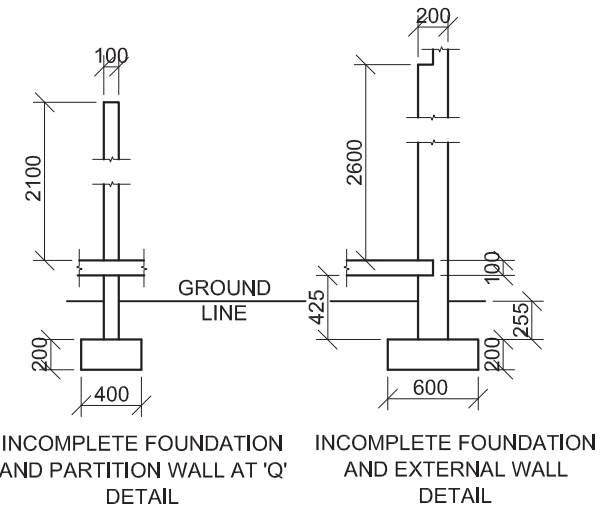 100
2100
200
400
INCOMPLETE FOUNDATION
AND PARTITION WALL AT 'Q'
DETAIL
GROUND
LINE
200
2600
100
425
255
200
600
INCOMPLETE FOUNDATION
AND EXTERNAL WALL
DETAIL